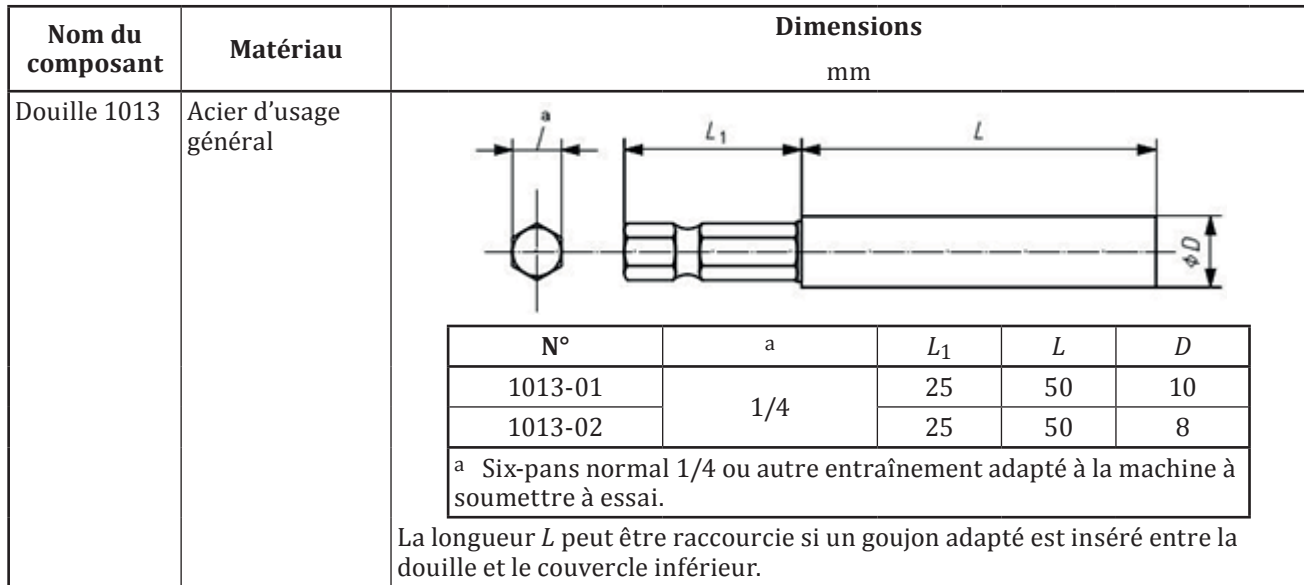 Nom du composant Matériau Dimensions
mm
Douille 1013 Acier d'usage général
a L1 L
⌀D
N° a L1 L D
1013-01 1/4 25 50 10
1013-02 25 50 8
a Six-pans normal 1/4 ou autre entraînement adapté à la machine à
soumettre à essai.
La longueur L peut être raccourcie si un goujon adapté est inséré entre la
douille et le couvercle inférieur.